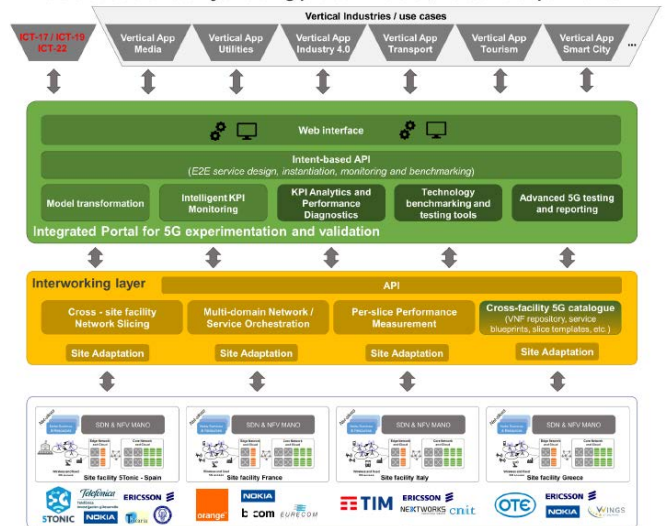 Vertical Industries / use cases
ICT-17 / ICT-19
ICT-22
Vertical App
Media
Vertical App
Utilities
Vertical App
Industry 4.0
Vertical App
Transport
Vertical App
Tourism
Vertical App
Smart City
...
Web interface
Intent-based API
(E2E service design, instantiation, monitoring and benchmarking)
Model transformation
Intelligent KPI
Monitoring
KPI Analytics and
Performance
Diagnostics
Technology
benchmarking and
testing tools
Advanced 5G testing
and reporting
Integrated Portal for 5G experimentation and validation
Interworking layer
API
Cross - site facility
Network Slicing
Multi-domain Network /
Service Orchestration
Per-slice Performance
Measurement
Cross-facility 5G catalogue
(VNF repository, service
blueprints, slice templates, etc.)
Site Adaptation
Site Adaptation
Site Adaptation
Site Adaptation
SDN & NFV MANO
SDN & NFV MANO
SDN & NFV MANO
SDN & NFV MANO
Site facility 5Tonic - Spain
Site facility France
Site facility Italy
Site facility Greece
5TONIC
Telefónica
ERICSSON
NOKIA
orange
NOKIA
b com
EURECOM
TIM
ERICSSON
NEXTWORKS
cnit
OTE
ERICSSON
NOKIA
WINGS